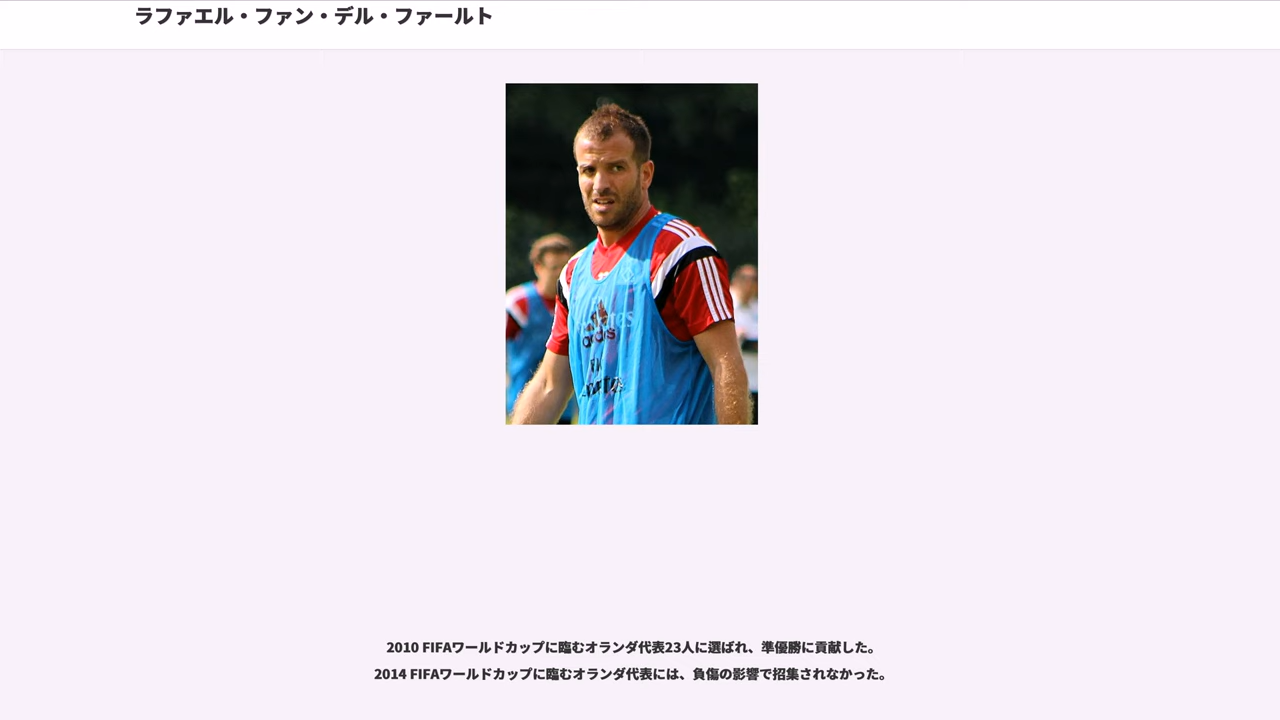 ラファエル・ファン・デル・ファールト
adidas
2010 FIFAワールドカップに臨むオランダ代表23人に選ばれ、準優勝に貢献した。
2014 FIFAワールドカップに臨むオランダ代表には、負傷の影響で招集されなかった。